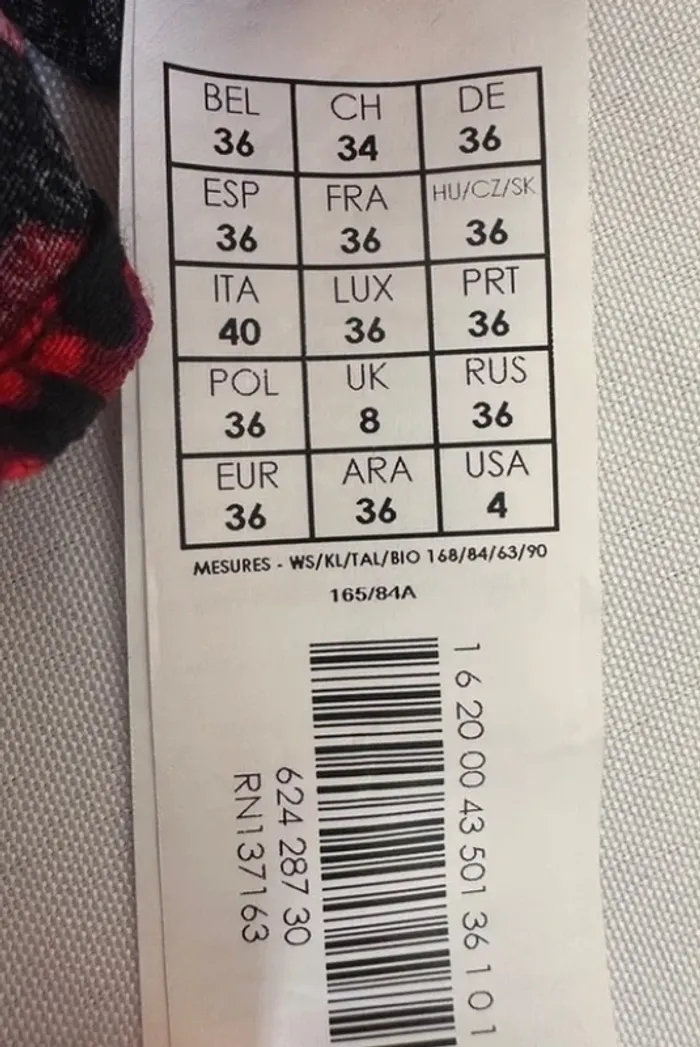 BEL CH DE
36 34 36
ESP FRA HU/CZ/SK
36 36 36
ITA LUX PRT
40 36 36
POL UK RUS
36 8 36
EUR ARA USA
36 36 4
MESURES - WS/KL/TAL/BIO 168/84/63/90
165/84A
1 6 20 00 43 501 36 1 0 1
624 287 30
RN137163